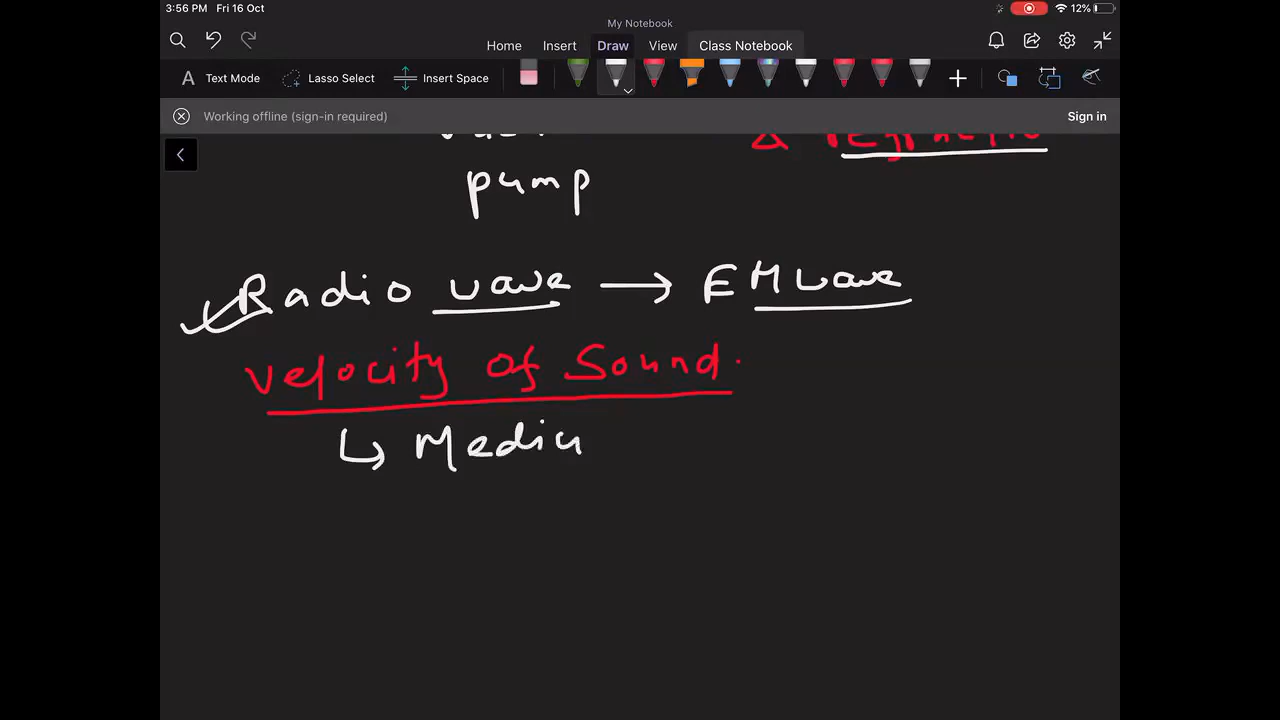 3:56 PM Fri 16 Oct
12%
My Notebook
Home Insert Draw View Class Notebook
Text Mode Lasso Select Insert Space
Working offline (sign-in required) Sign in
pump
Radio wave → EM wave
Velocity of Sound.
↳ Mediu